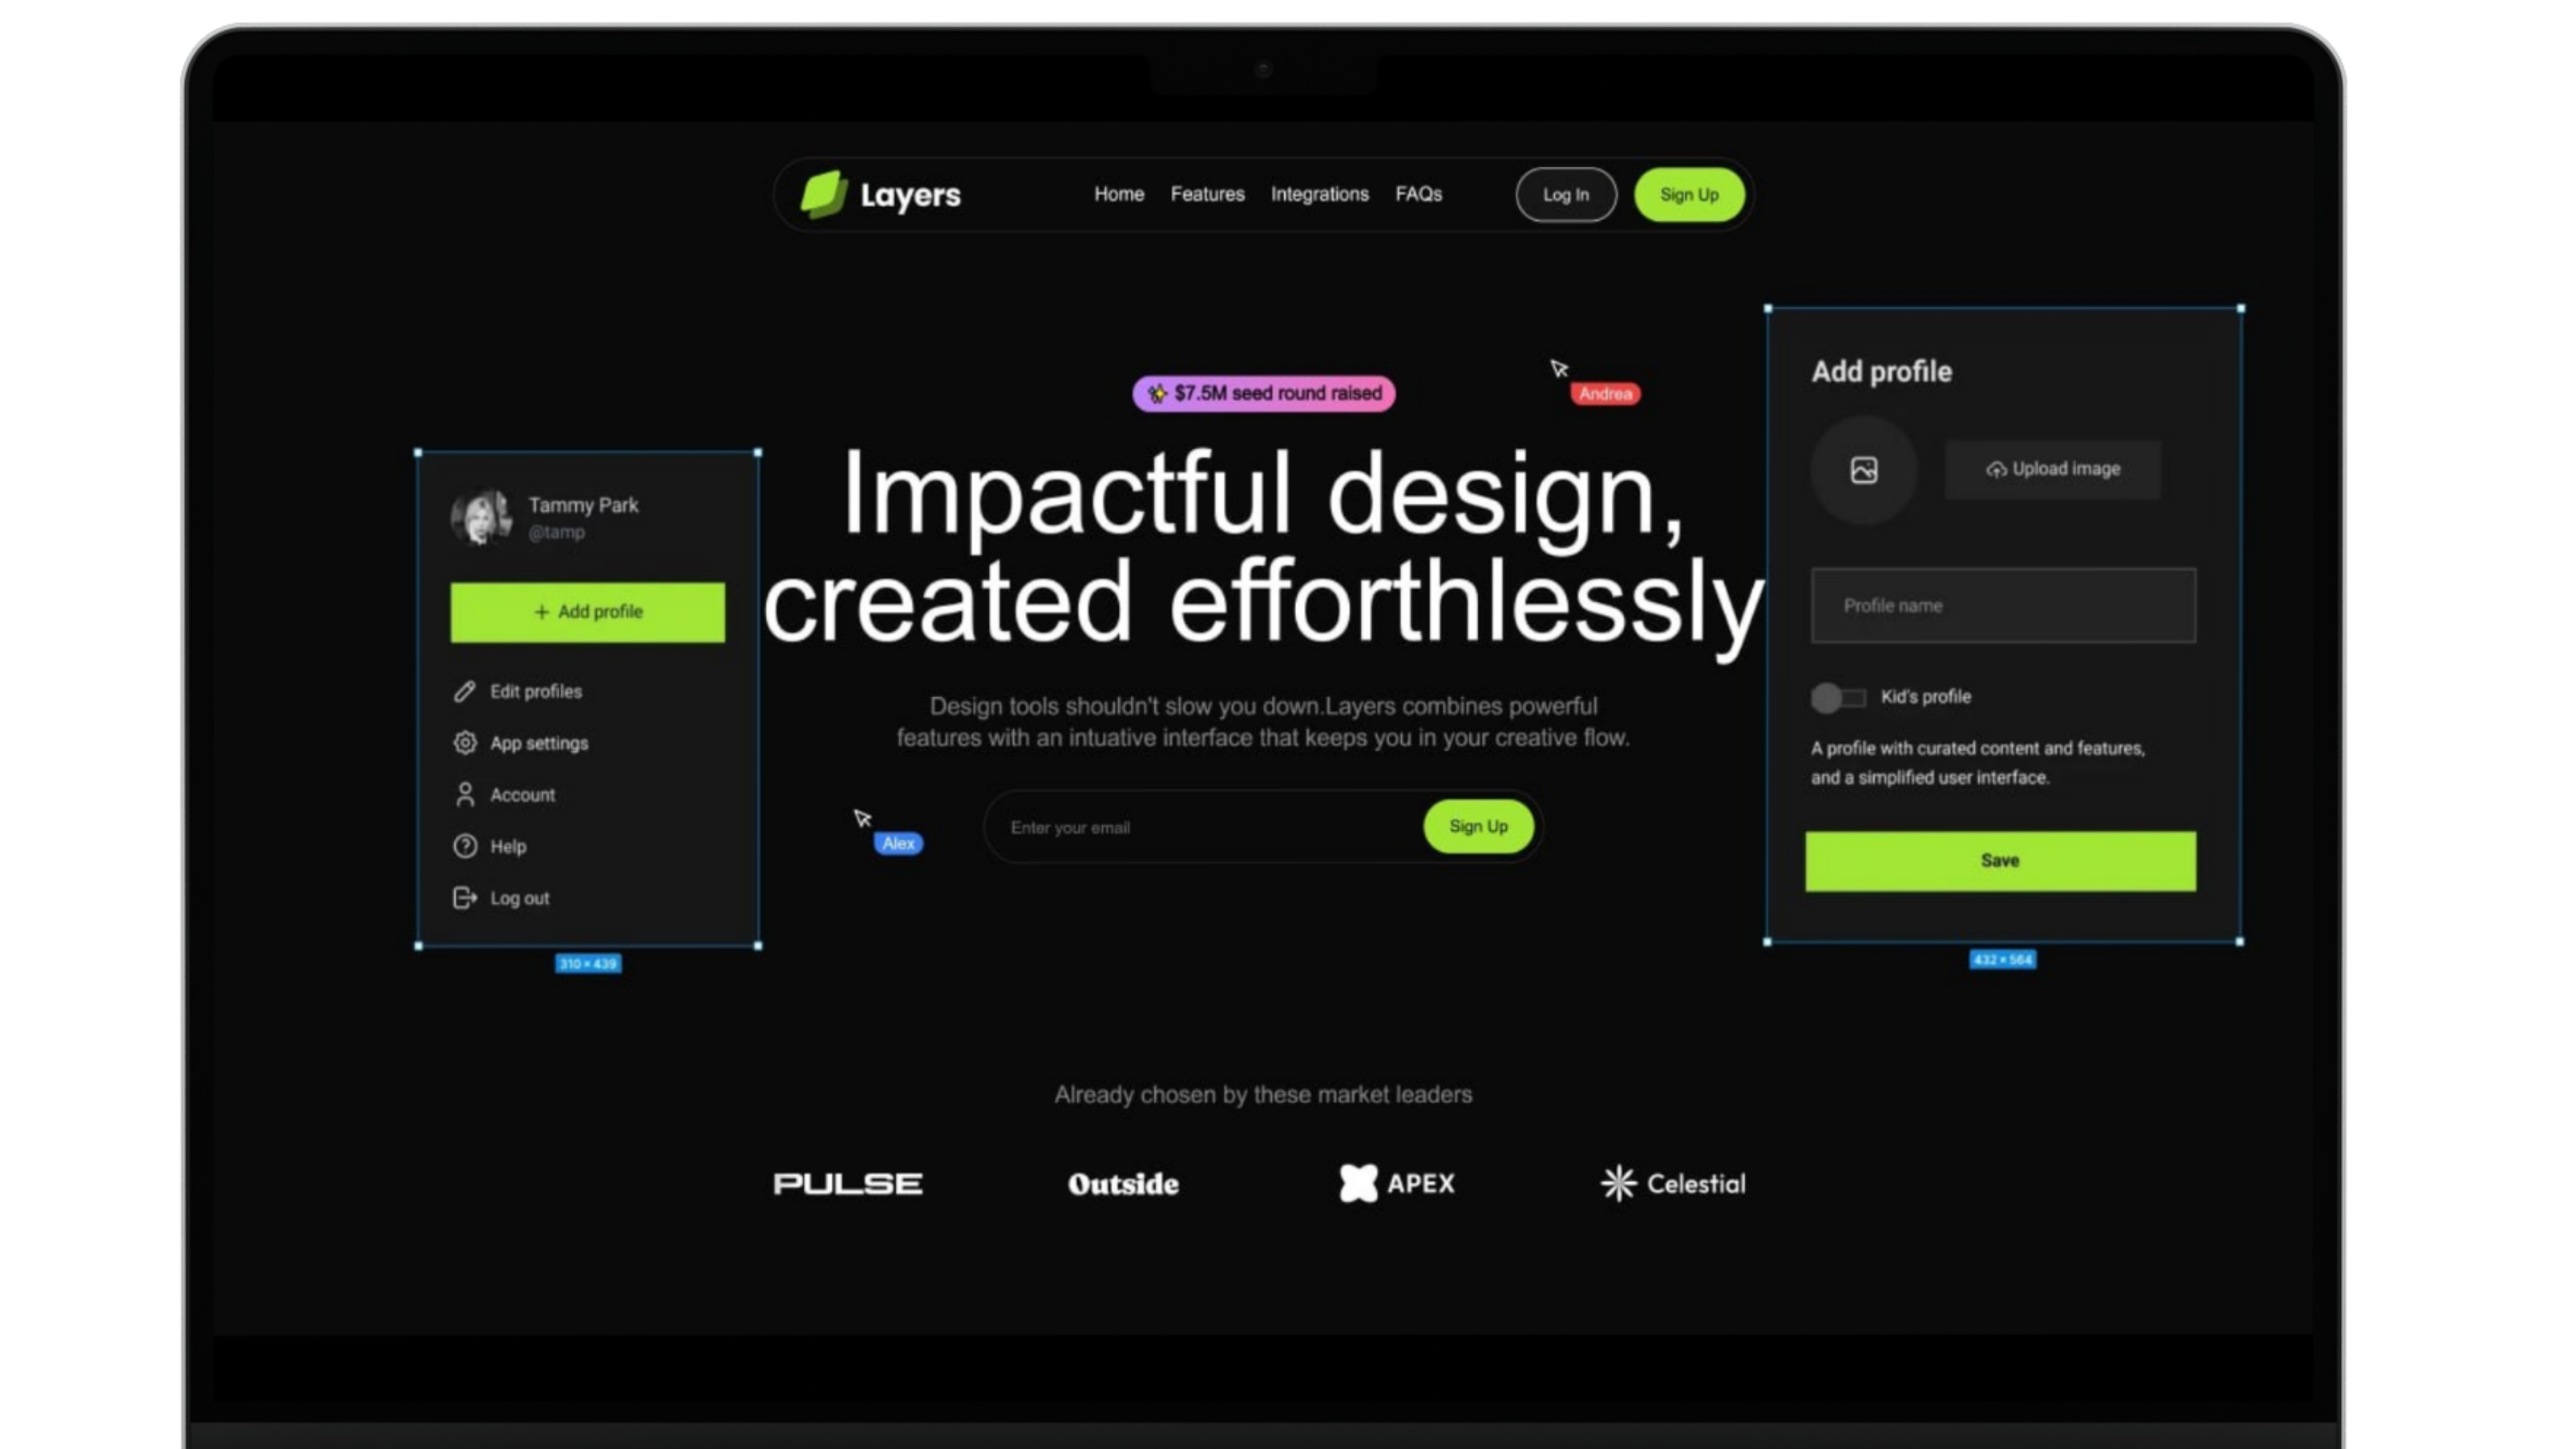 Layers
Home Features Integrations FAQs Log In Sign Up
$7.5M seed round raised
Andrea
Impactful design,
created efforthlessly
Design tools shouldn't slow you down.Layers combines powerful
features with an intuative interface that keeps you in your creative flow.
Alex
Enter your email
Sign Up
Tammy Park
@tamp
+ Add profile
Edit profiles
App settings
Account
Help
Log out
310 × 439
Add profile
Upload image
Profile name
Kid's profile
A profile with curated content and features,
and a simplified user interface.
Save
432 × 564
Already chosen by these market leaders
PULSE Outside APEX Celestial